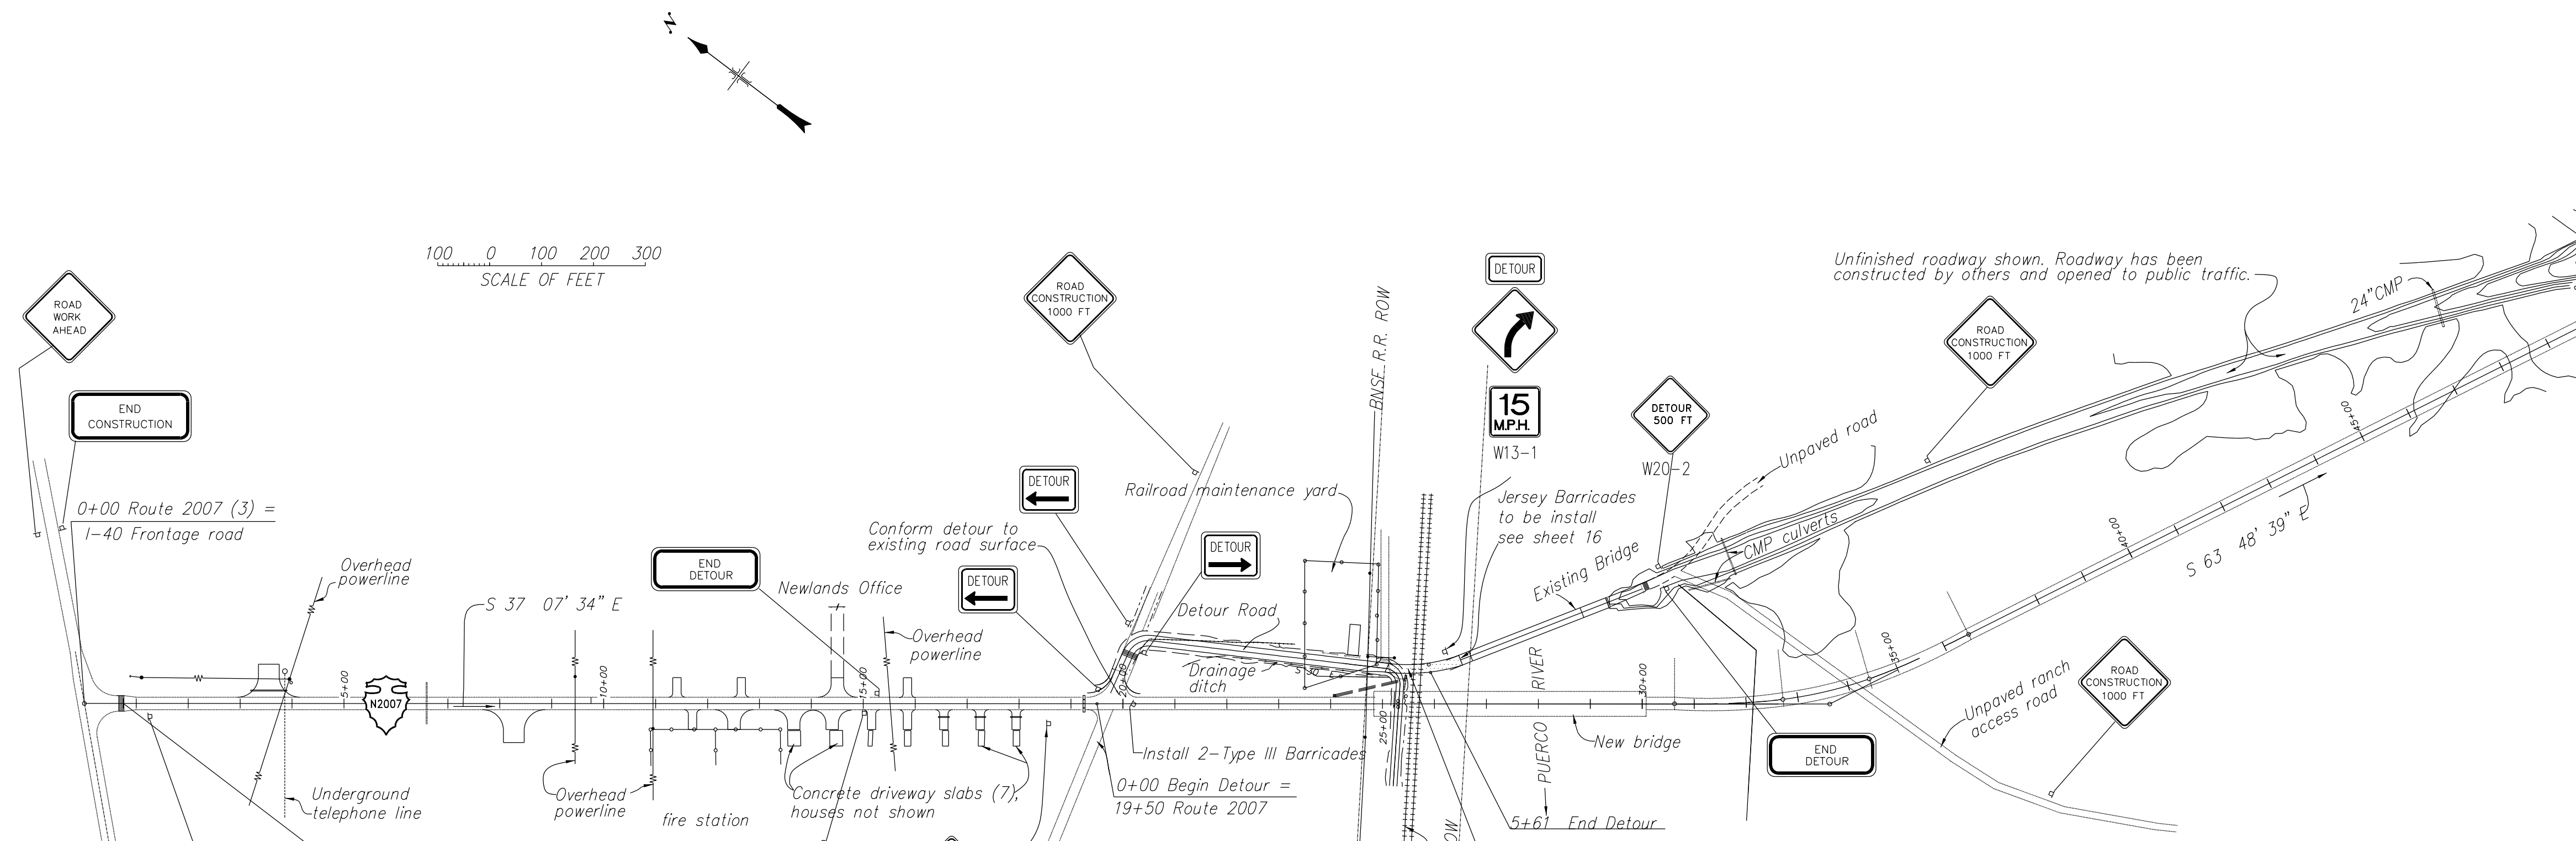 N
100 0 100 200 300
SCALE OF FEET
ROAD
WORK
AHEAD
END
CONSTRUCTION
0+00 Route 2007 (3) =
I-40 Frontage road
Overhead
powerline
S 37 07' 34" E
5+00
N2007
10+00
Underground
telephone line
Overhead
powerline
fire station
END
DETOUR
Newlands Office
15+00
Overhead
powerline
Concrete driveway slabs (7),
houses not shown
Conform detour to
existing road surface
DETOUR
DETOUR
DETOUR
ROAD
CONSTRUCTION
1000 FT
Railroad maintenance yard
Detour Road
Drainage
ditch
20+00
Install 2-Type III Barricades
0+00 Begin Detour =
19+50 Route 2007
BNSF R.R. ROW
25+00
DETOUR
15
M.P.H.
W13-1
Jersey Barricades
to be install
see sheet 16
DETOUR
500 FT
W20-2
Unpaved road
CMP culverts
Existing Bridge
PUERCO RIVER
30+00
New bridge
5+61 End Detour
OW
END
DETOUR
35+00
Unpaved ranch
access road
ROAD
CONSTRUCTION
1000 FT
Unfinished roadway shown. Roadway has been
constructed by others and opened to public traffic.
ROAD
CONSTRUCTION
1000 FT
24"CMP
40+00
45+00
S 63 48' 39" E